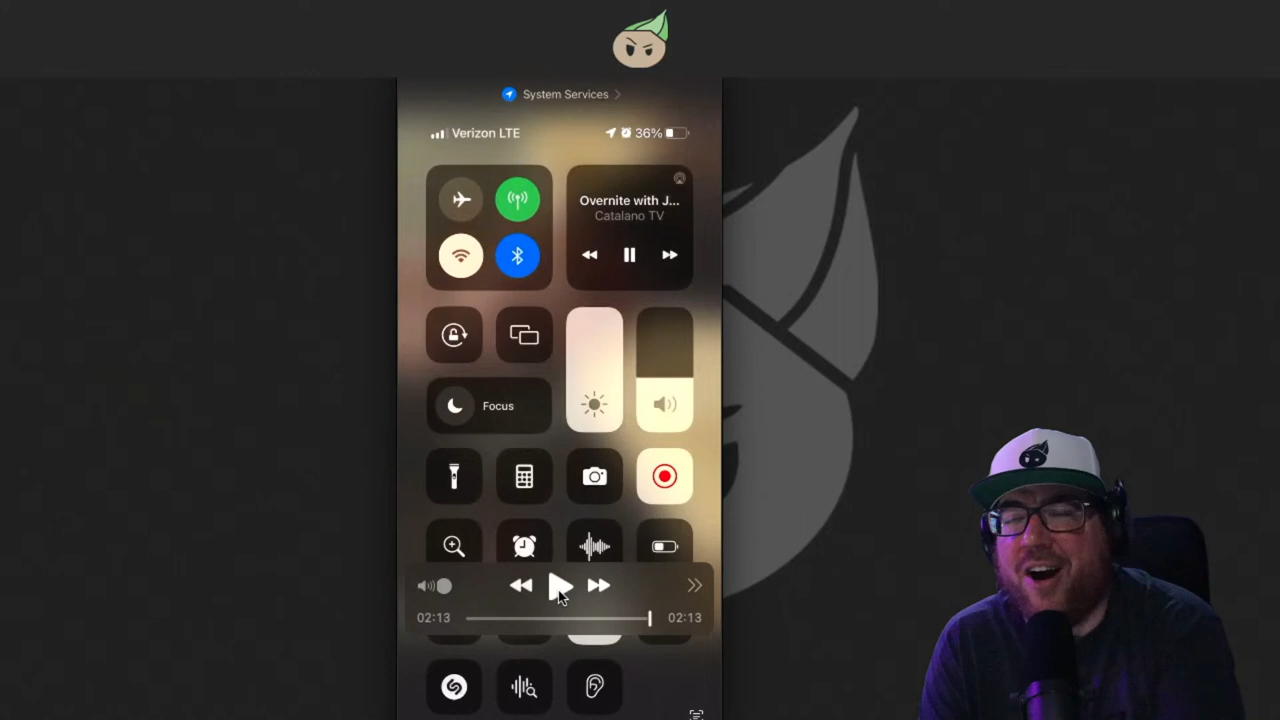 System Services
Verizon LTE
36%
Overnite with J...
Catalano TV
Focus
02:13
02:13